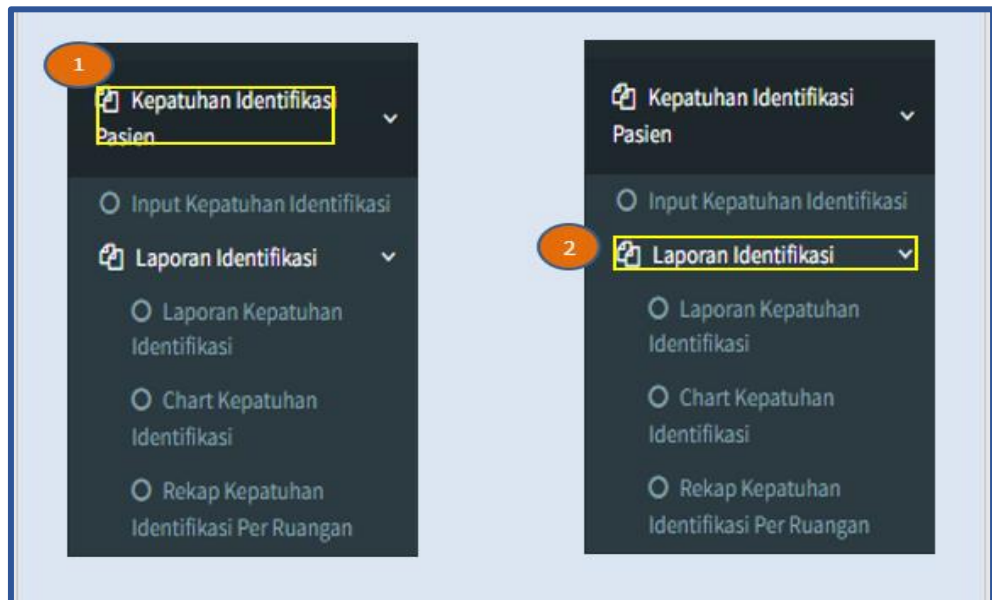 1
Kepatuhan Identifikasi
Pasien
Input Kepatuhan Identifikasi
Laporan Identifikasi
Laporan Kepatuhan
Identifikasi
Chart Kepatuhan
Identifikasi
Rekap Kepatuhan
Identifikasi Per Ruangan
Kepatuhan Identifikasi
Pasien
Input Kepatuhan Identifikasi
2
Laporan Identifikasi
Laporan Kepatuhan
Identifikasi
Chart Kepatuhan
Identifikasi
Rekap Kepatuhan
Identifikasi Per Ruangan